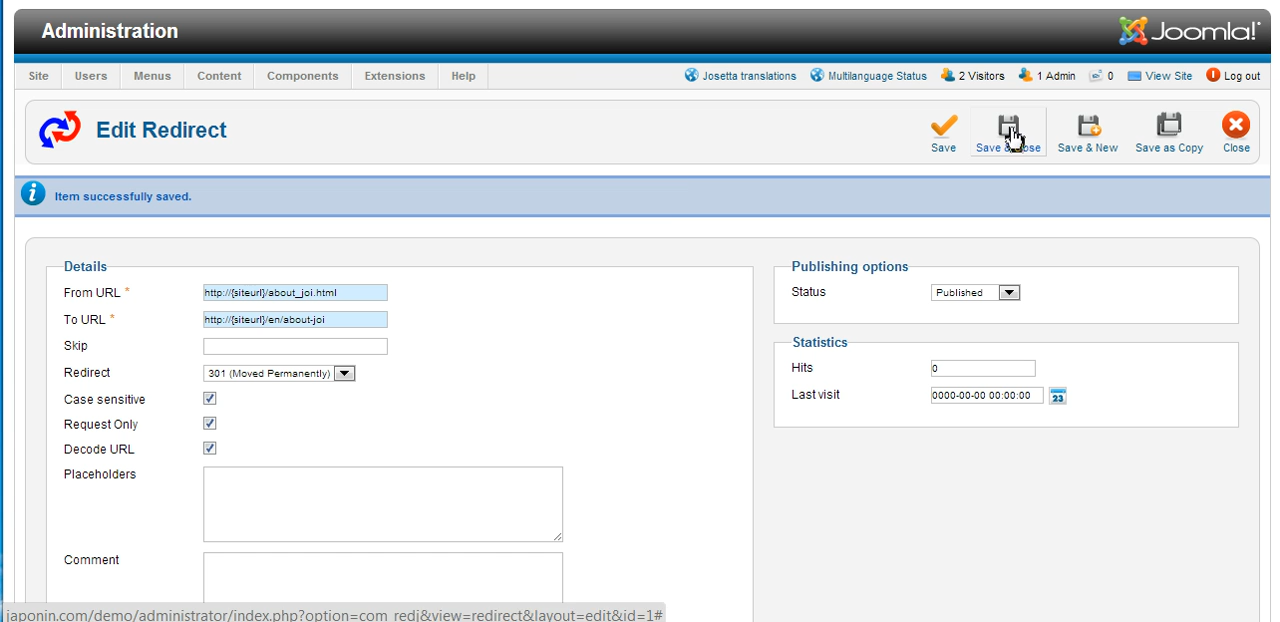 Administration
Joomla!
Site Users Menus Content Components Extensions Help
Josetta translations Multilanguage Status 2 Visitors 1 Admin 0 View Site Log out
Edit Redirect
Save Save & Close Save & New Save as Copy Close
Item successfully saved.
Details
From URL * http://{siteurl}/about_joi.html
To URL * http://{siteurl}/en/about-joi
Skip
Redirect 301 (Moved Permanently)
Case sensitive
Request Only
Decode URL
Placeholders
Comment
Publishing options
Status Published
Statistics
Hits 0
Last visit 0000-00-00 00:00:00 23
japonin.com/demo/administrator/index.php?option=com_redj&view=redirect&layout=edit&id=1#